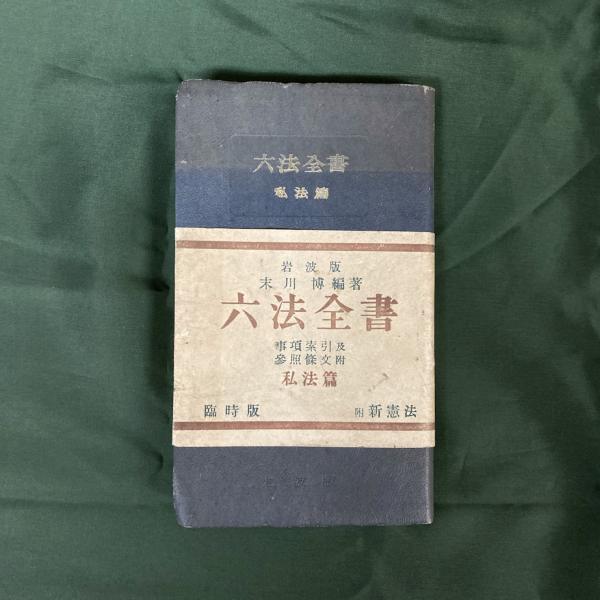 六法全書
私法篇
岩波版
末川博編著
六法全書
事項索引及
參照條文附
私法篇
臨時版
附新憲法